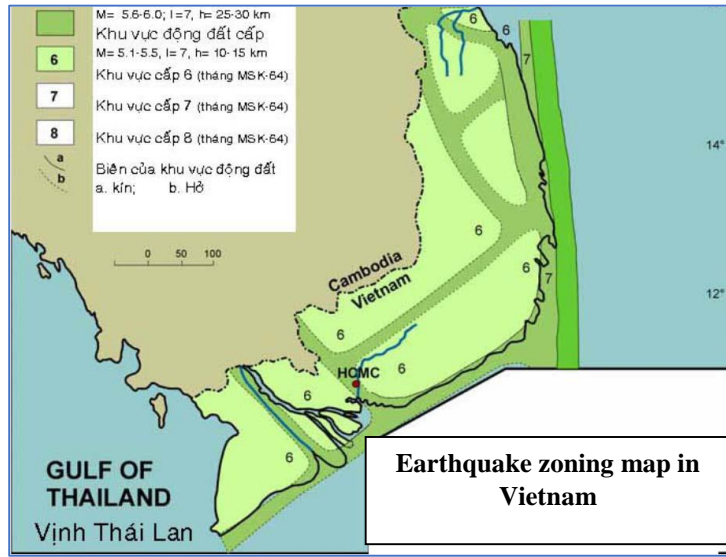 M= 5.6-6.0; I=7, h= 25-30 km
Khu vực động đất cấp
M= 5.1-5.5, I= 7, h= 10-15 km
6
Khu vực cấp 6 (tháng MSK-64)
7
Khu vực cấp 7 (tháng MSK-64)
8
Khu vực cấp 8 (tháng MSK-64)
a
b
Biên của khu vực động đất
a. kín; b. Hở
0 50 100
6
6
7
14°
6
Cambodia
Vietnam
6
7
12°
6
HCMC
6
6
6
GULF OF
THAILAND
Vịnh Thái Lan
Earthquake zoning map in
Vietnam